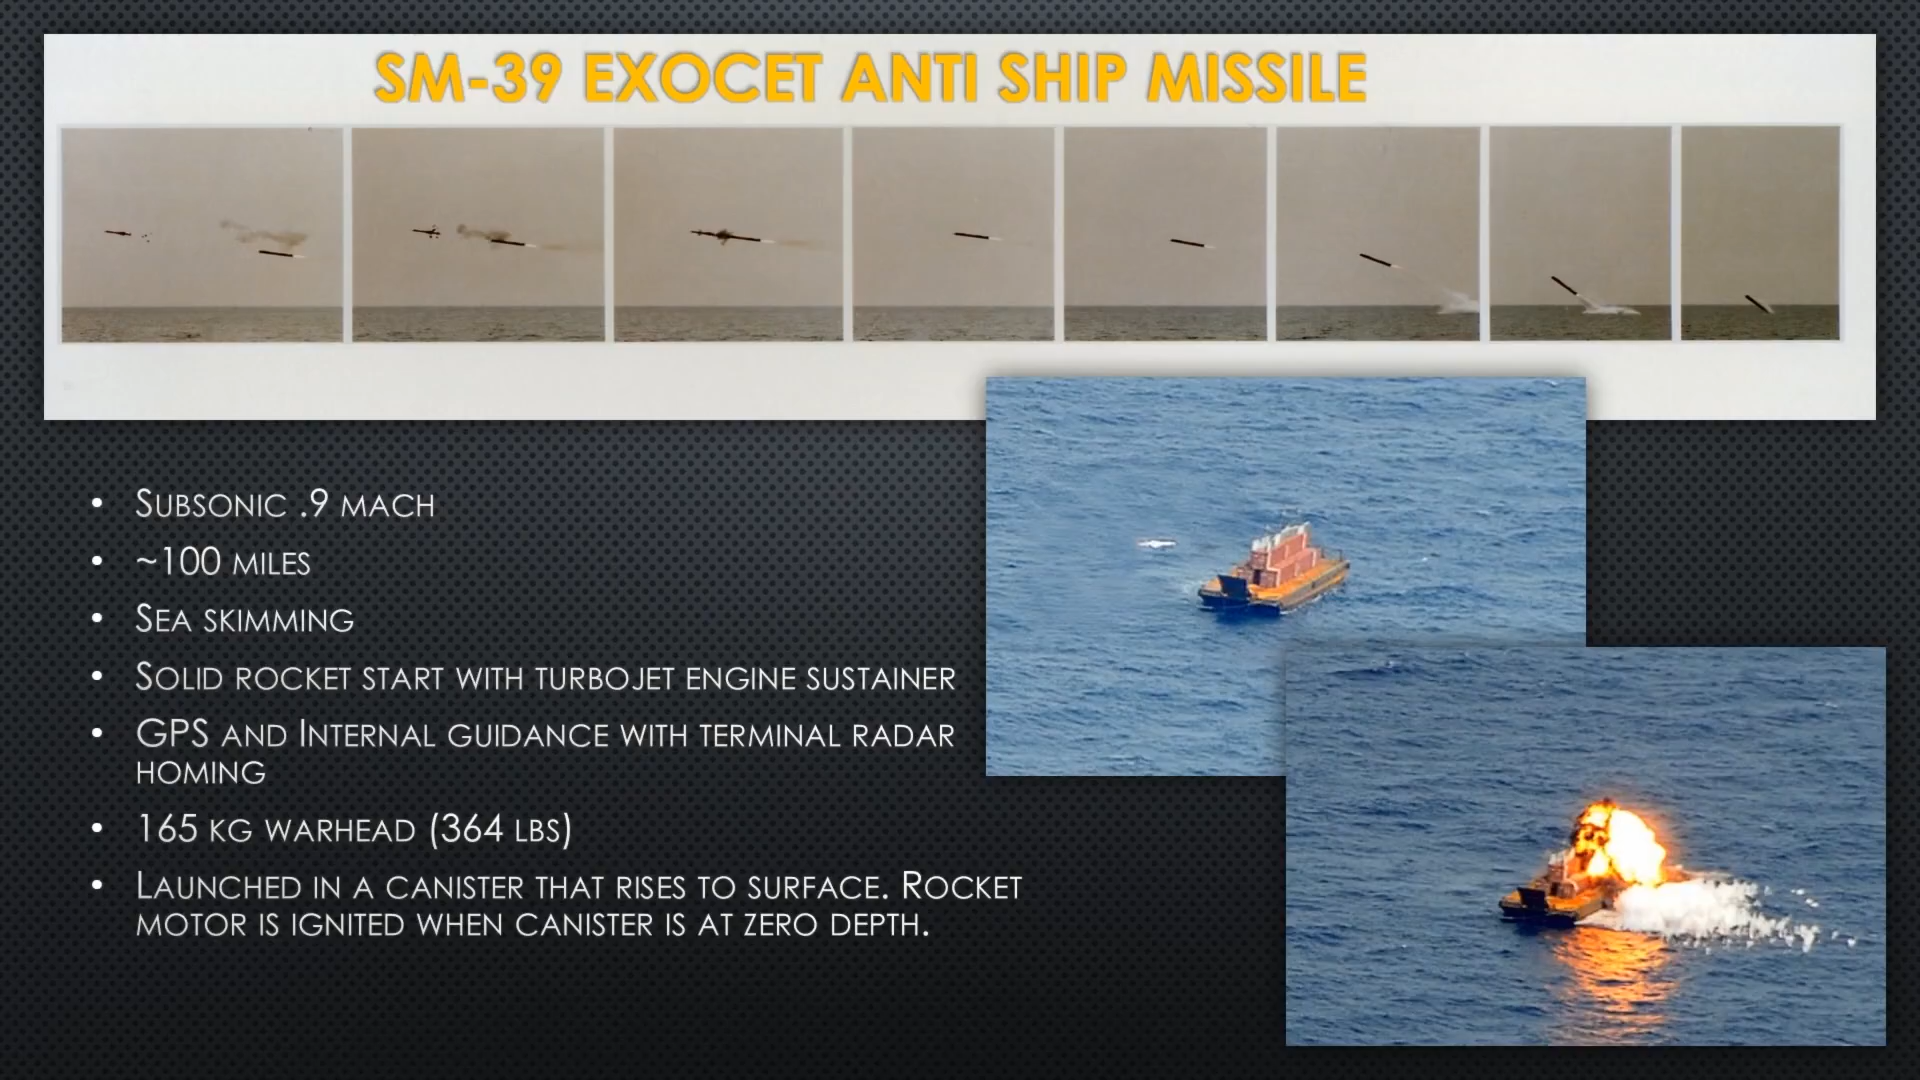 SM-39 EXOCET ANTI SHIP MISSILE
• SUBSONIC .9 MACH
• ~100 MILES
• SEA SKIMMING
• SOLID ROCKET START WITH TURBOJET ENGINE SUSTAINER
• GPS AND INTERNAL GUIDANCE WITH TERMINAL RADAR
HOMING
• 165 KG WARHEAD (364 LBS)
• LAUNCHED IN A CANISTER THAT RISES TO SURFACE. ROCKET
MOTOR IS IGNITED WHEN CANISTER IS AT ZERO DEPTH.